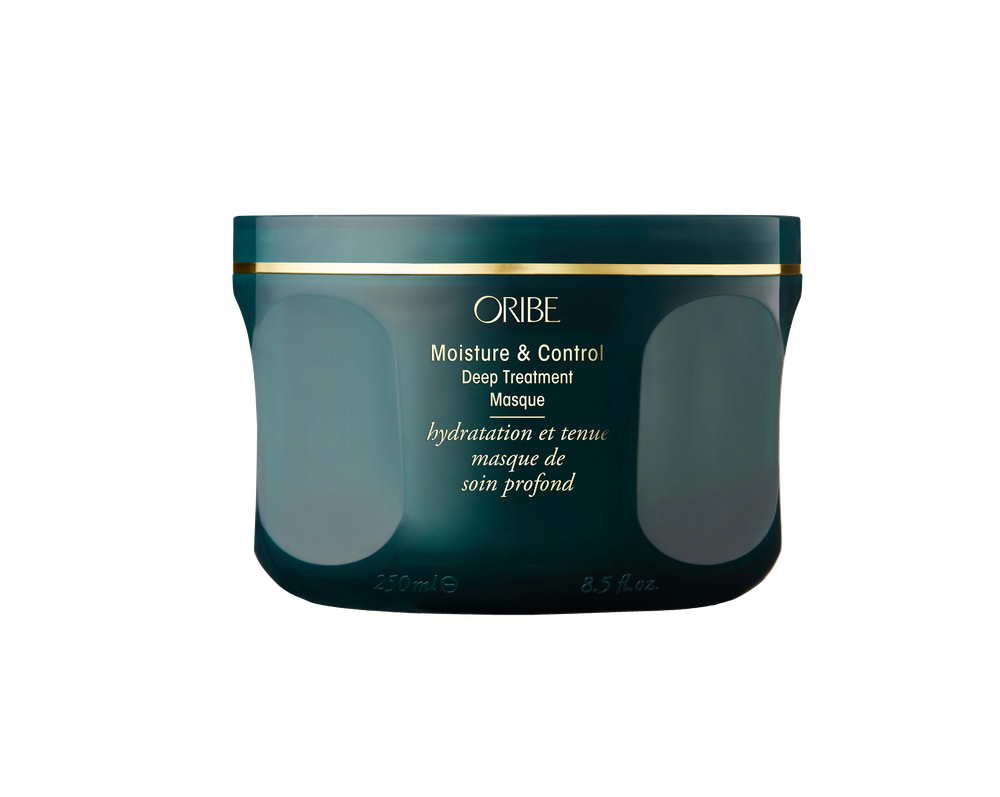 ORIBE
Moisture & Control
Deep Treatment
Masque
hydratation et tenue
masque de
soin profond
250ml ⊖ 8.5 fl.oz.